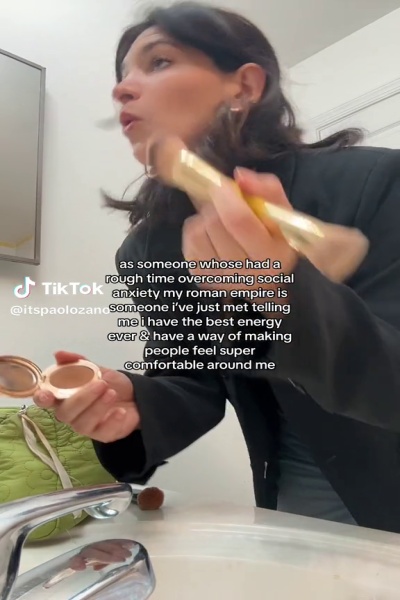 TikTok
@itspaolozano
as someone whose had a
rough time overcoming social
anxiety my roman empire is
someone i've just met telling
me i have the best energy
ever & have a way of making
people feel super
comfortable around me